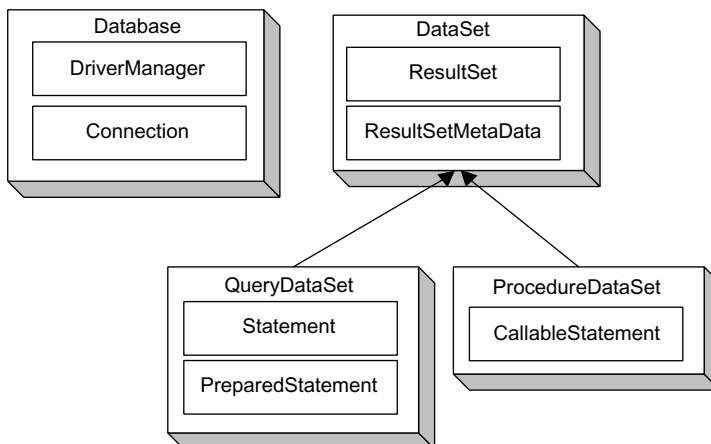 Database
DriverManager
Connection
DataSet
ResultSet
ResultSetMetaData
QueryDataSet
Statement
PreparedStatement
ProcedureDataSet
CallableStatement